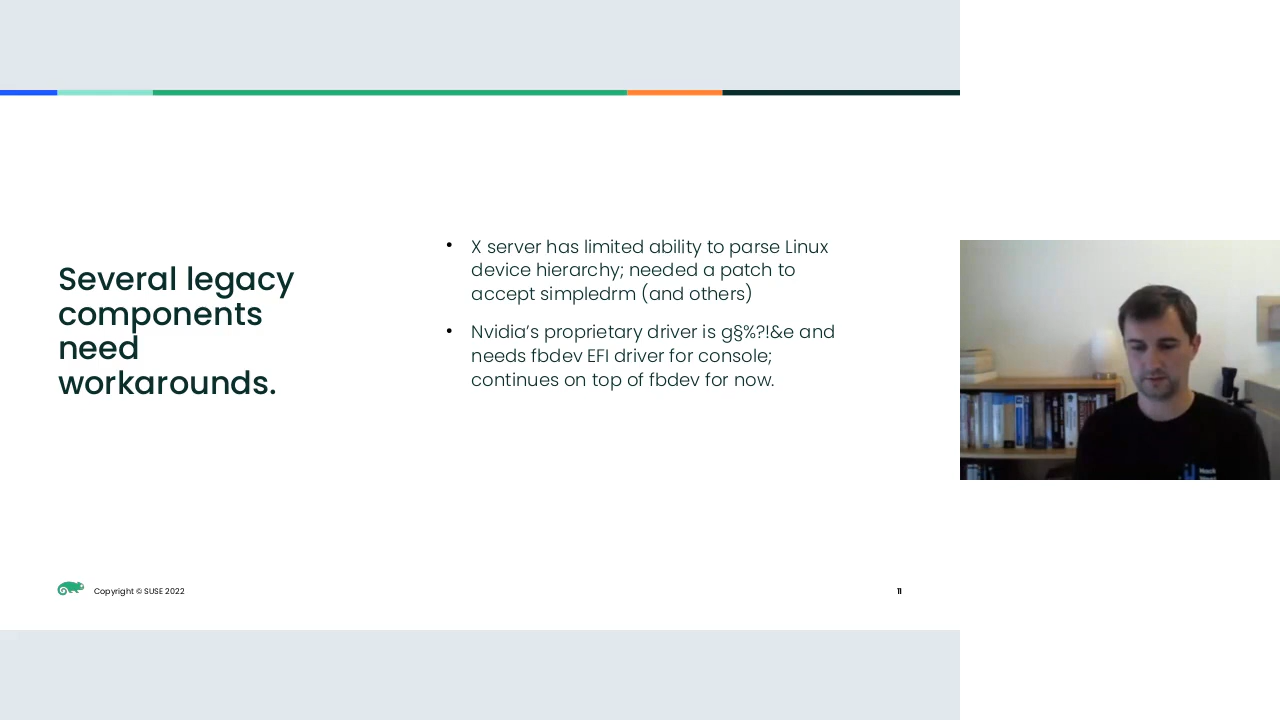 Several legacy
components
need
workarounds.
• X server has limited ability to parse Linux
device hierarchy; needed a patch to
accept simpledrm (and others)
• Nvidia’s proprietary driver is g§%?!&e and
needs fbdev EFI driver for console;
continues on top of fbdev for now.
Copyright © SUSE 2022
11
Hack